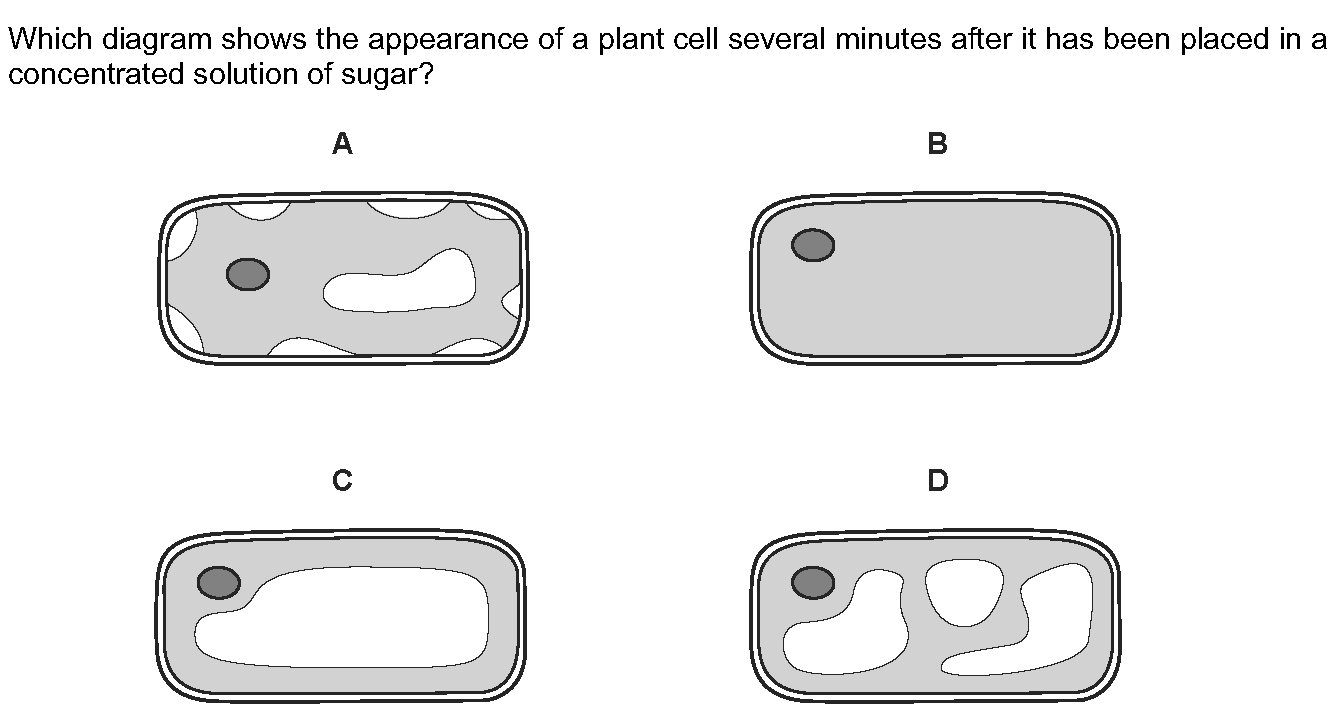 Which diagram shows the appearance of a plant cell several minutes after it has been placed in a
concentrated solution of sugar?
A
B
C
D